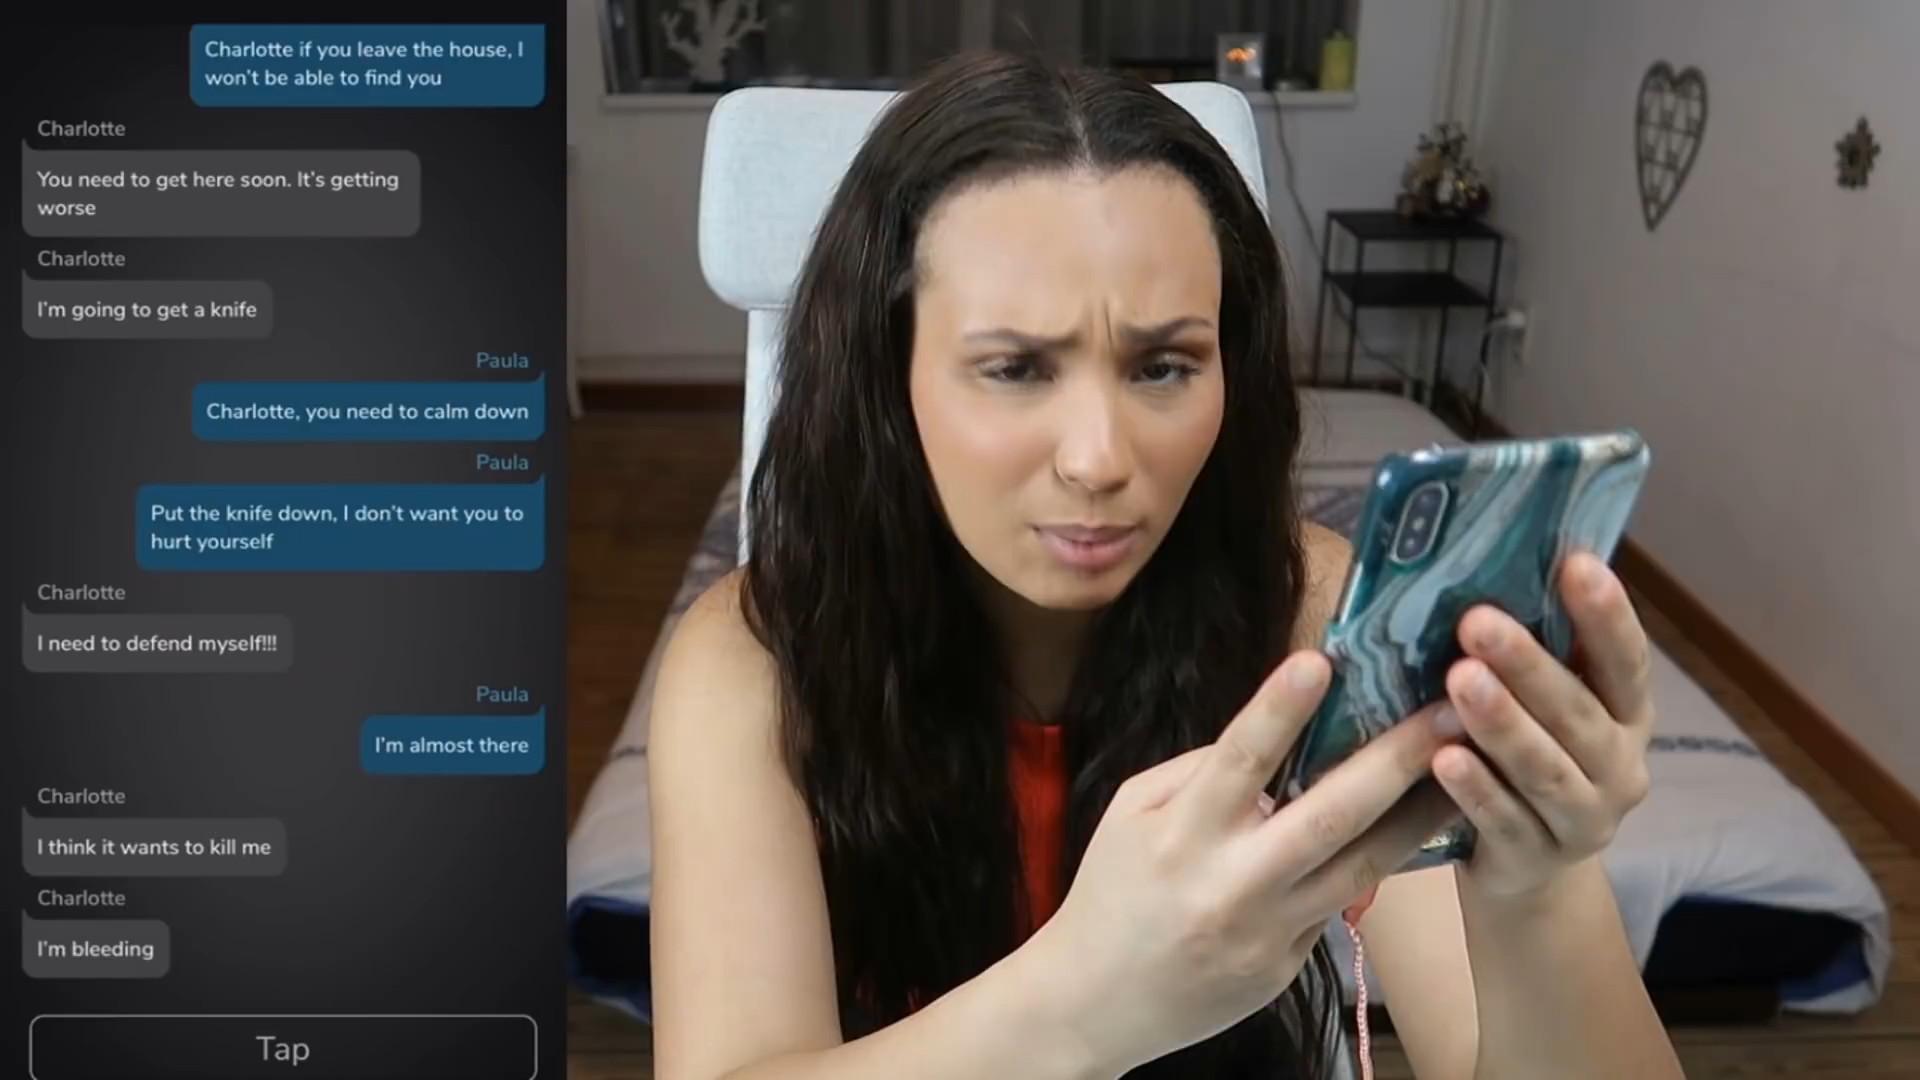 Charlotte if you leave the house, I
won't be able to find you
Charlotte
You need to get here soon. It's getting
worse
Charlotte
I'm going to get a knife
Paula
Charlotte, you need to calm down
Paula
Put the knife down, I don't want you to
hurt yourself
Charlotte
I need to defend myself!!!
Paula
I'm almost there
Charlotte
I think it wants to kill me
Charlotte
I'm bleeding
Tap